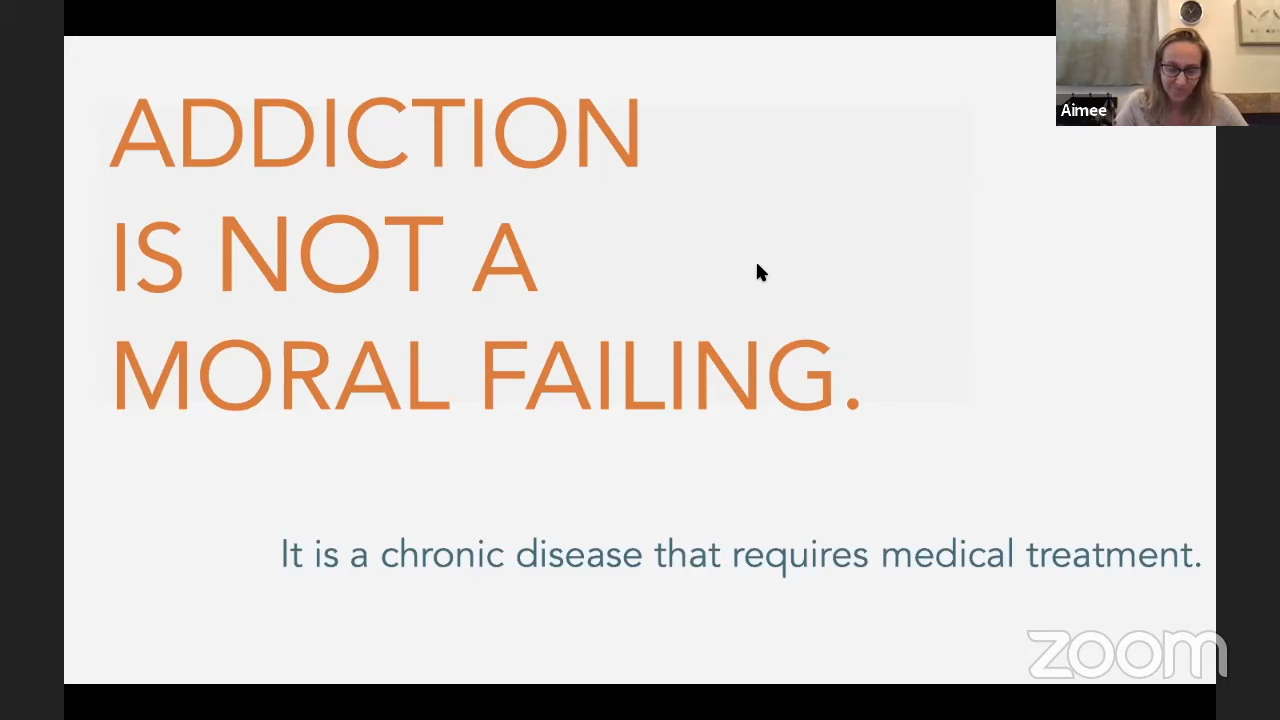 Aimee
ADDICTION
IS NOT A
MORAL FAILING.
It is a chronic disease that requires medical treatment.
zoom